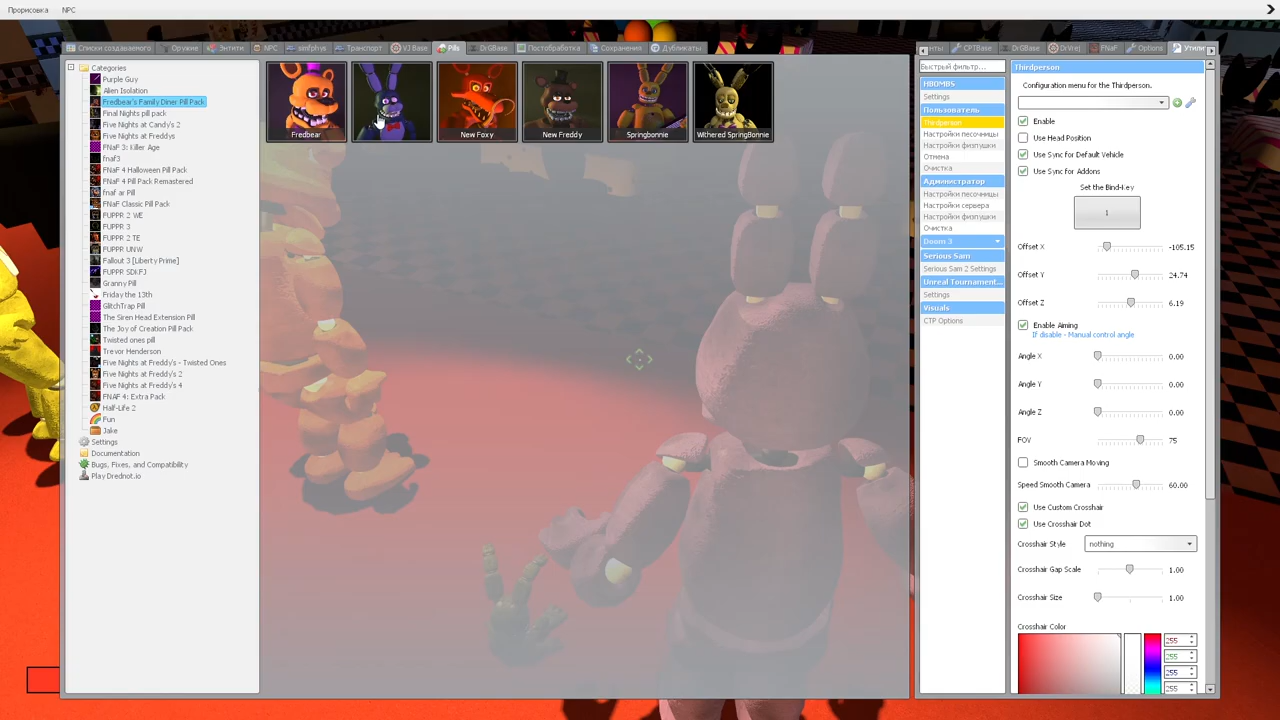 Прорисовка NPC
Списки создаваемого Оружие Энтити NPC simfphys Транспорт VJ Base Pills DrGBase Постобработка Сохранения Дубликаты
CPTBase DrGBase DrVrej FNaF Options Утили
Categories
Purple Guy
Alien Isolation
Fredbear's Family Diner Pill Pack
Final Nights pill pack
Five Nights at Candy's 2
Five Nights at Freddys
FNaF 3: Killer Age
fnaf3
FNaF 4 Halloween Pill Pack
FNaF 4 Pill Pack Remastered
fnaf ar Pill
FNaF Classic Pill Pack
FUPPR 2 WE
FUPPR 3
FUPPR 2 TE
FUPPR UNW
Fallout 3 [Liberty Prime]
FUPPR SDI:FJ
Granny Pill
Friday the 13th
GlitchTrap Pill
The Siren Head Extension Pill
The Joy of Creation Pill Pack
Twisted ones pill
Trevor Henderson
Five Nights at Freddy's - Twisted Ones
Five Nights at Freddy's 2
Five Nights at Freddy's 4
FNAF 4: Extra Pack
Half-Life 2
Fun
Jake
Settings
Documentation
Bugs, Fixes, and Compatibility
Play Drednot.io
Fredbear New Foxy New Freddy Springbonnie Withered SpringBonnie
Быстрый фильтр...
HBOMBS
Settings
Пользователь
Thirdperson
Настройки песочницы
Настройки физпушки
Отмена
Очистка
Администратор
Настройки песочницы
Настройки сервера
Настройки физпушки
Очистка
Doom 3
Serious Sam
Serious Sam 2 Settings
Unreal Tournament...
Settings
Visuals
CTP Options
Thirdperson
Configuration menu for the Thirdperson.
Enable
Use Head Position
Use Sync for Default Vehicle
Use Sync for Addons
Set the Bind-Key
Offset X -105.15
Offset Y 24.74
Offset Z 6.19
Enable Aiming
If disable - Manual control angle
Angle X 0.00
Angle Y 0.00
Angle Z 0.00
FOV 75
Smooth Camera Moving
Speed Smooth Camera 60.00
Use Custom Crosshair
Use Crosshair Dot
Crosshair Style nothing
Crosshair Gap Scale 1.00
Crosshair Size 1.00
Crosshair Color
255
255
255
255